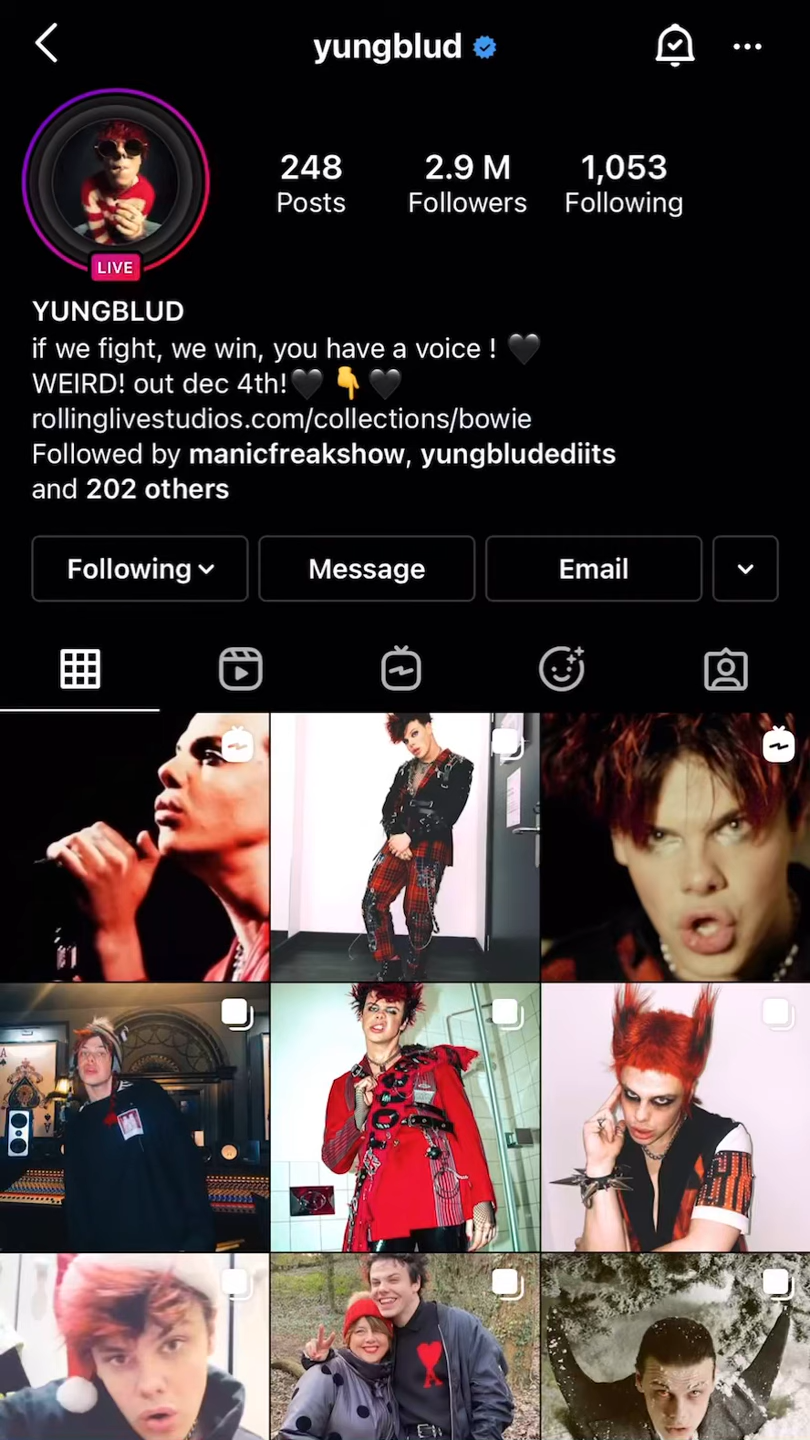 yungblud
248 2.9 M 1,053
Posts Followers Following
LIVE
YUNGBLUD
if we fight, we win, you have a voice ! 🖤
WEIRD! out dec 4th!🖤 👇🖤
rollinglivestudios.com/collections/bowie
Followed by manicfreakshow, yungbludediits
and 202 others
Following Message Email